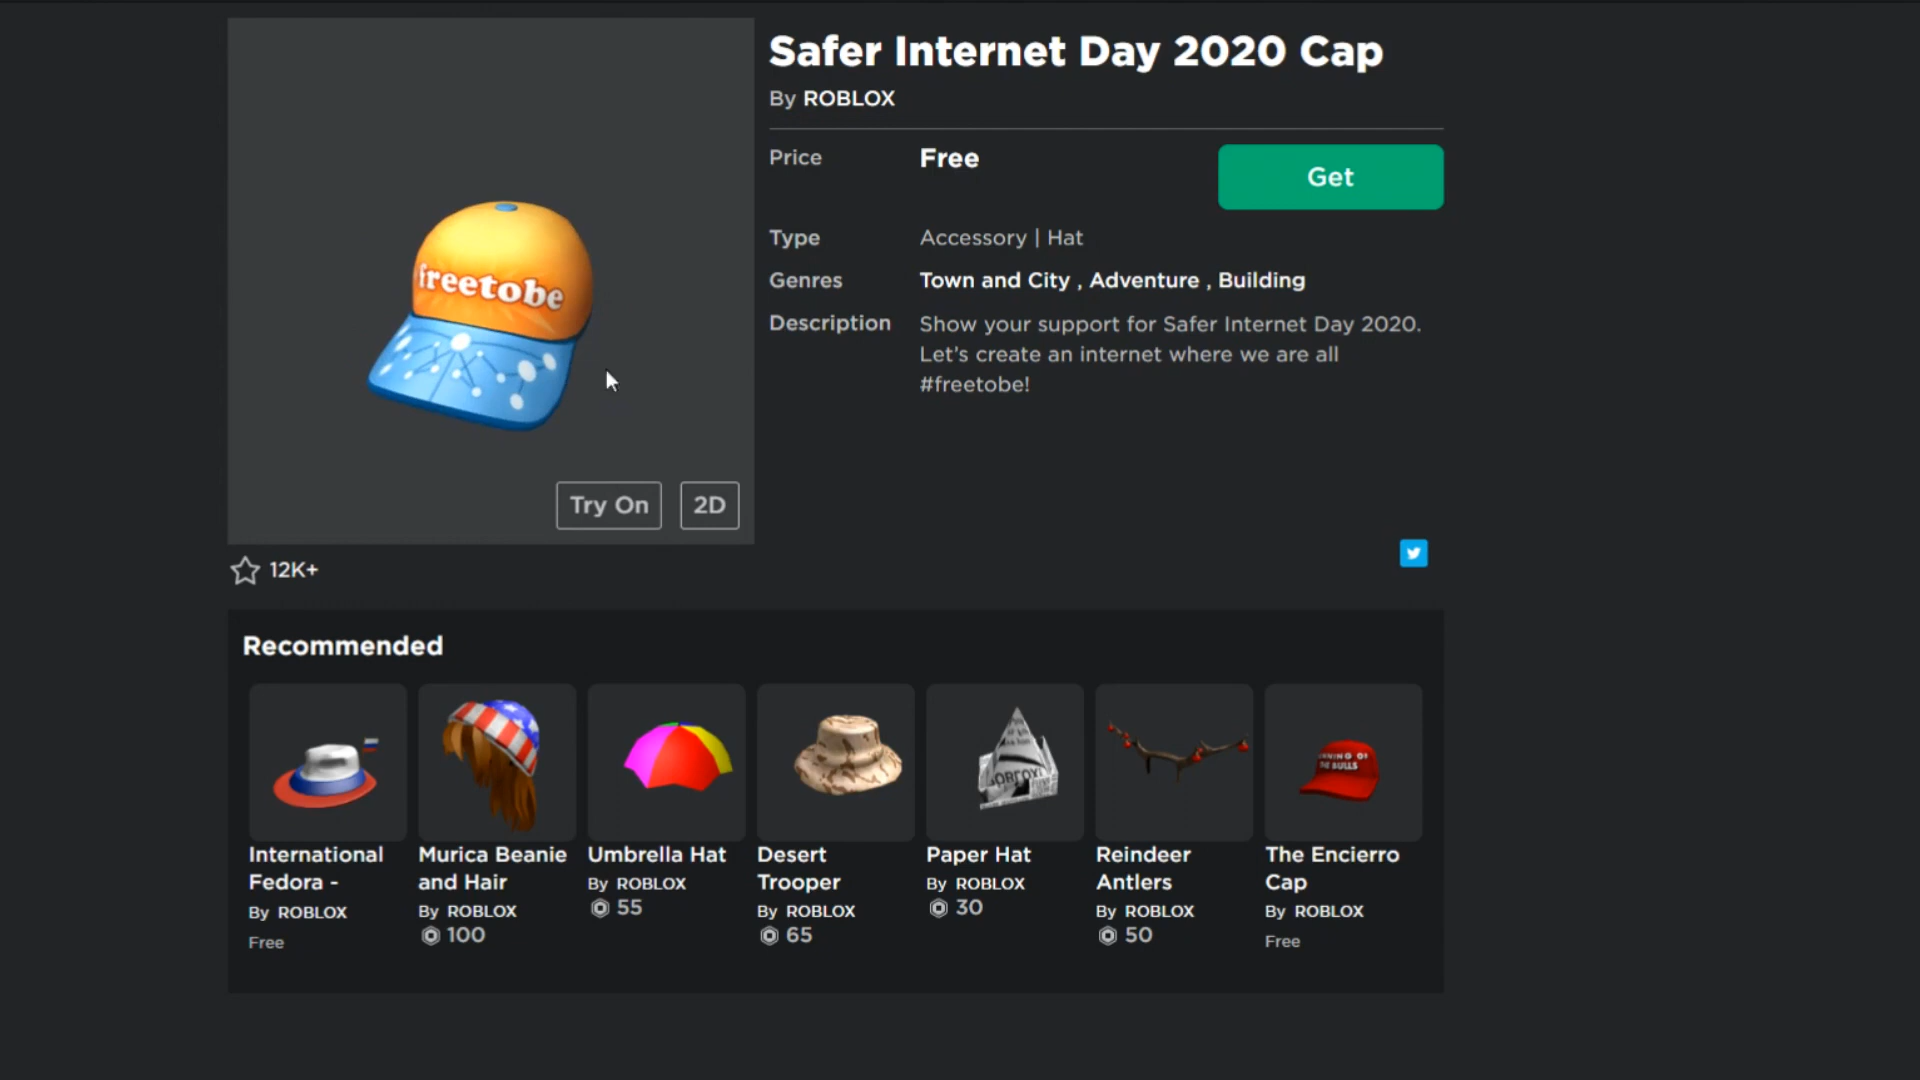 Safer Internet Day 2020 Cap
By ROBLOX
Price
Free
Get
Type
Accessory | Hat
Genres
Town and City , Adventure , Building
Description
Show your support for Safer Internet Day 2020.
Let's create an internet where we are all
#freetobe!
freetobe
Try On
2D
12K+
Recommended
International
Fedora -
By ROBLOX
Free
Murica Beanie
and Hair
By ROBLOX
100
Umbrella Hat
By ROBLOX
55
Desert
Trooper
By ROBLOX
65
Paper Hat
By ROBLOX
30
Reindeer
Antlers
By ROBLOX
50
THE BULLS
The Encierro
Cap
By ROBLOX
Free